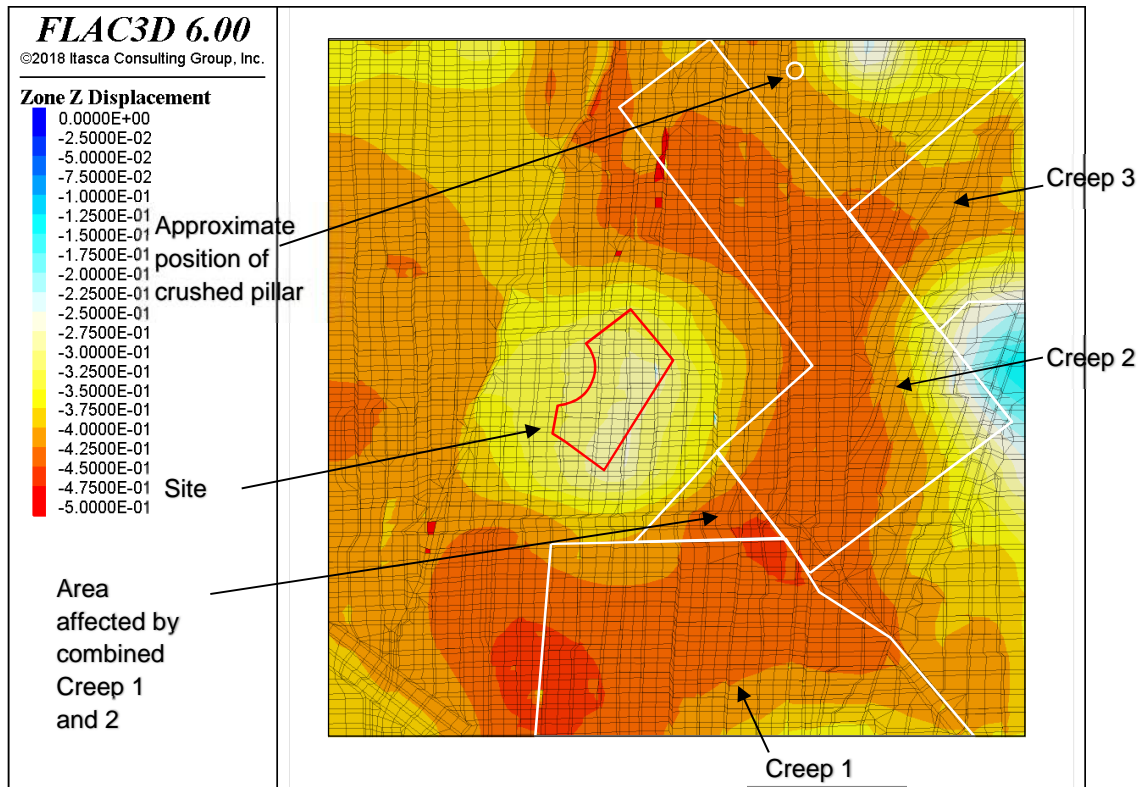 FLAC3D 6.00
©2018 Itasca Consulting Group, Inc.
Zone Z Displacement
0.0000E+00
-2.5000E-02
-5.0000E-02
-7.5000E-02
-1.0000E-01
-1.2500E-01
-1.5000E-01
-1.7500E-01
-2.0000E-01
-2.2500E-01
-2.5000E-01
-2.7500E-01
-3.0000E-01
-3.2500E-01
-3.5000E-01
-3.7500E-01
-4.0000E-01
-4.2500E-01
-4.5000E-01
-4.7500E-01
-5.0000E-01
Approximate
position of
crushed pillar
Site
Area
affected by
combined
Creep 1
and 2
Creep 3
Creep 2
Creep 1